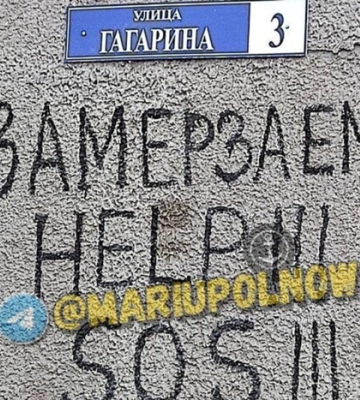 УЛИЦА
ГАГАРИНА 3
ЗАМЕРЗАЕМ
HELP!!!
@MARIUPOLNOW
SOS !!!